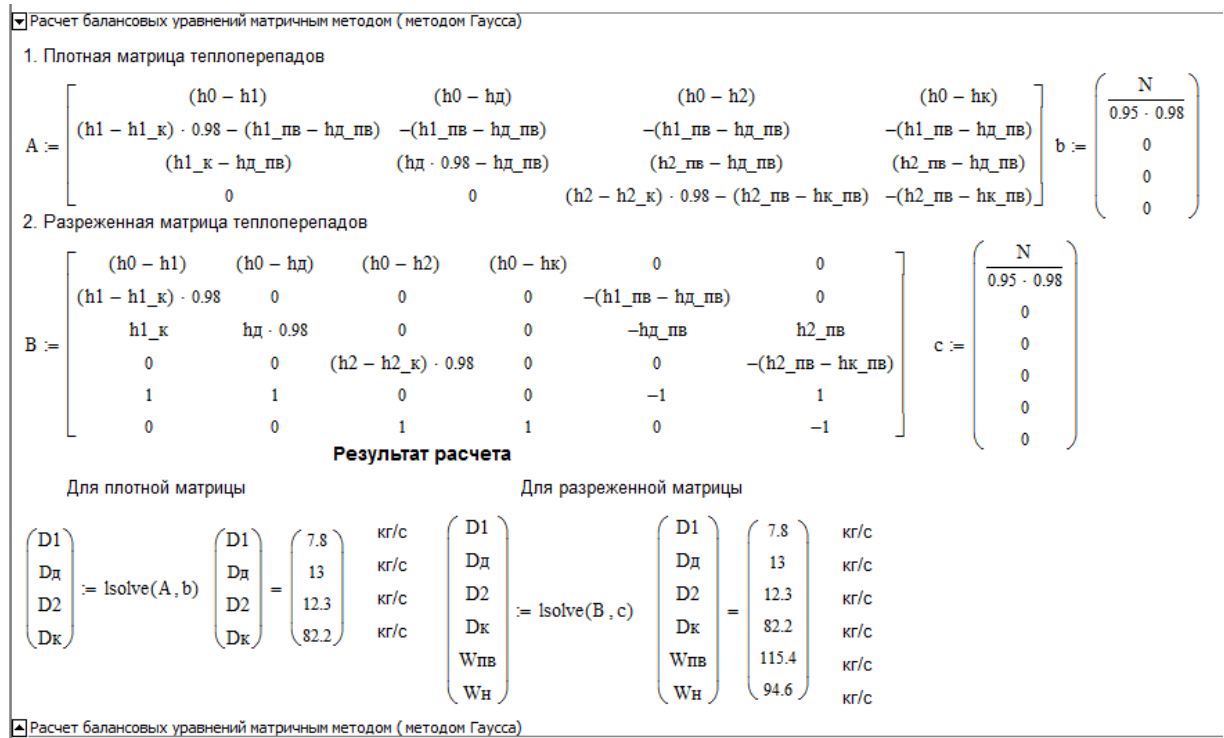 Расчет балансовых уравнений матричным методом ( методом Гаусса)
1. Плотная матрица теплоперепадов
A := [ (h0 − h1) (h0 − hд) (h0 − h2) (h0 − hк)
(h1 − h1_к) · 0.98 − (h1_пв − hд_пв) −(h1_пв − hд_пв) −(h1_пв − hд_пв) −(h1_пв − hд_пв)
(h1_к − hд_пв) (hд · 0.98 − hд_пв) (h2_пв − hд_пв) (h2_пв − hд_пв)
0 0 (h2 − h2_к) · 0.98 − (h2_пв − hк_пв) −(h2_пв − hк_пв) ]
b := ( N / 0.95 · 0.98
0
0
0 )
2. Разреженная матрица теплоперепадов
B := [ (h0 − h1) (h0 − hд) (h0 − h2) (h0 − hк) 0 0
(h1 − h1_к) · 0.98 0 0 0 −(h1_пв − hд_пв) 0
h1_к hд · 0.98 0 0 −hд_пв h2_пв
0 0 (h2 − h2_к) · 0.98 0 0 −(h2_пв − hк_пв)
1 1 0 0 −1 1
0 0 1 1 0 −1 ]
c := ( N / 0.95 · 0.98
0
0
0
0
0 )
Результат расчета
Для плотной матрицы
( D1
Dд
D2
Dк ) := lsolve(A , b)
( D1
Dд
D2
Dк ) = ( 7.8
13
12.3
82.2 )
кг/с
кг/с
кг/с
кг/с
Для разреженной матрицы
( D1
Dд
D2
Dк
Wпв
Wн ) := lsolve(B , c)
( D1
Dд
D2
Dк
Wпв
Wн ) = ( 7.8
13
12.3
82.2
115.4
94.6 )
кг/с
кг/с
кг/с
кг/с
кг/с
кг/с
Расчет балансовых уравнений матричным методом ( методом Гаусса)